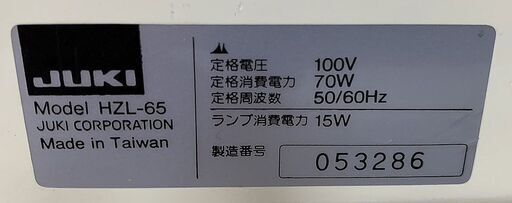 JUKI
Model HZL-65
JUKI CORPORATION
Made in Taiwan
定格電圧 100V
定格消費電力 70W
定格周波数 50/60Hz
ランプ消費電力 15W
製造番号 053286